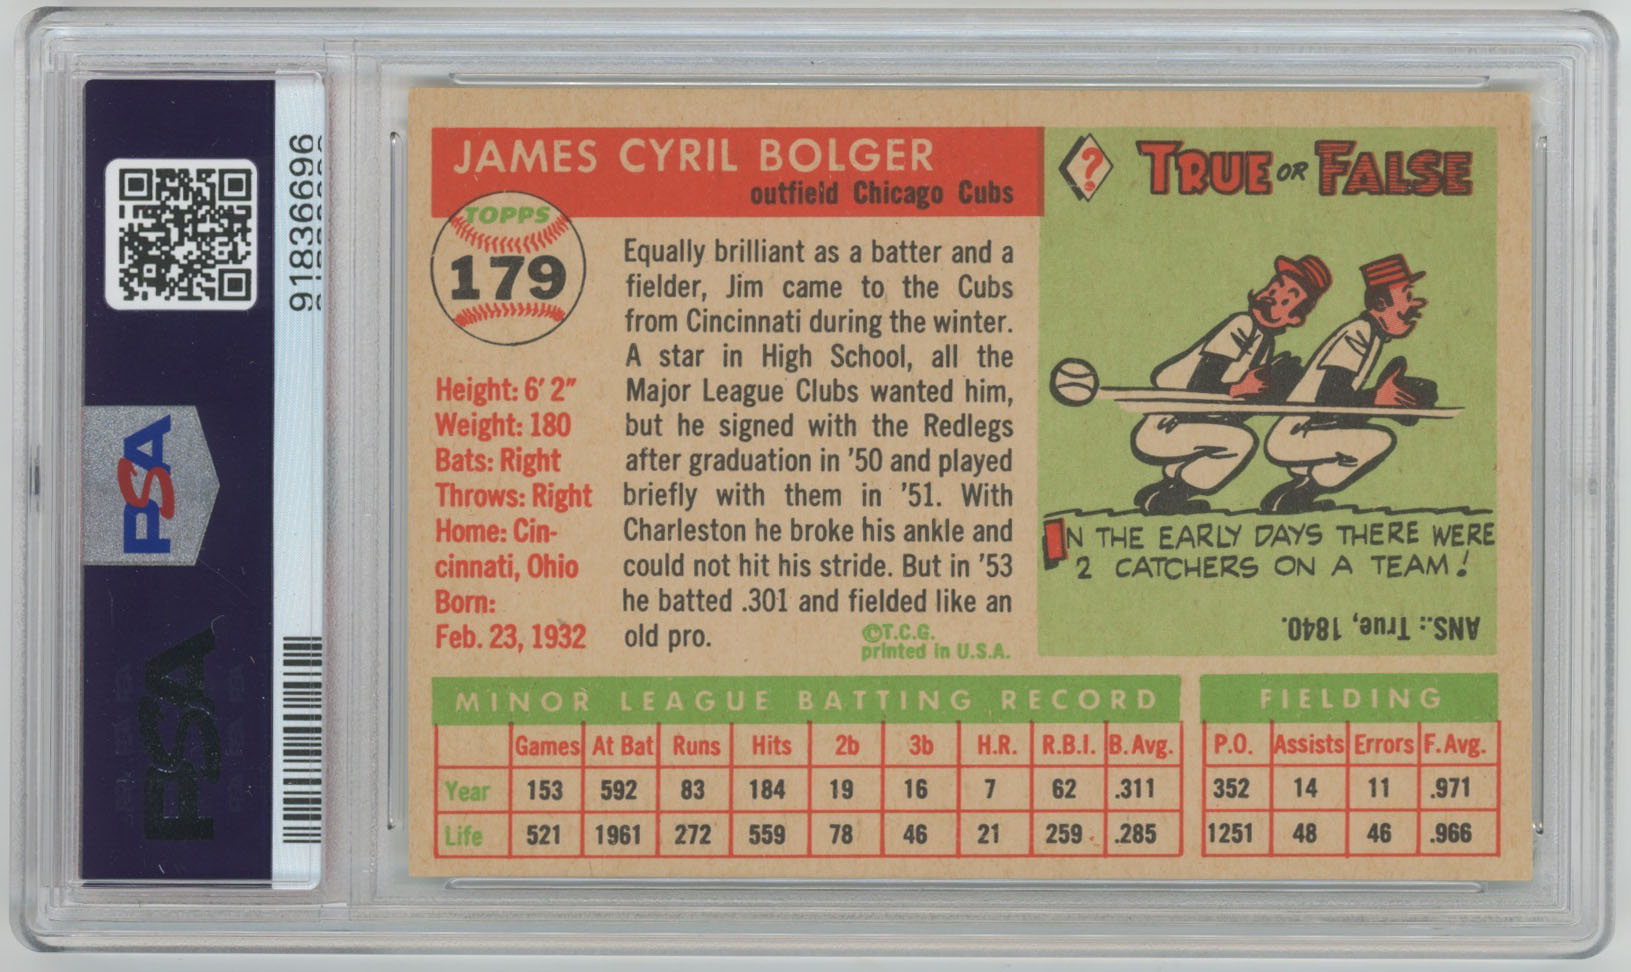 91836696
PSA
PSA
JAMES CYRIL BOLGER
outfield Chicago Cubs
TOPPS
179
Height: 6' 2"
Weight: 180
Bats: Right
Throws: Right
Home: Cin-
cinnati, Ohio
Born:
Feb. 23, 1932
Equally brilliant as a batter and a
fielder, Jim came to the Cubs
from Cincinnati during the winter.
A star in High School, all the
Major League Clubs wanted him,
but he signed with the Redlegs
after graduation in '50 and played
briefly with them in '51. With
Charleston he broke his ankle and
could not hit his stride. But in '53
he batted .301 and fielded like an
old pro.
©T.C.G.
printed in U.S.A.
?
TRUE OR FALSE
IN THE EARLY DAYS THERE WERE
2 CATCHERS ON A TEAM!
ANS.: True, 1840.
MINOR LEAGUE BATTING RECORD FIELDING
Games At Bat Runs Hits 2b 3b H.R. R.B.I. B. Avg. P.O. Assists Errors F. Avg.
Year 153 592 83 184 19 16 7 62 .311 352 14 11 .971
Life 521 1961 272 559 78 46 21 259 .285 1251 48 46 .966